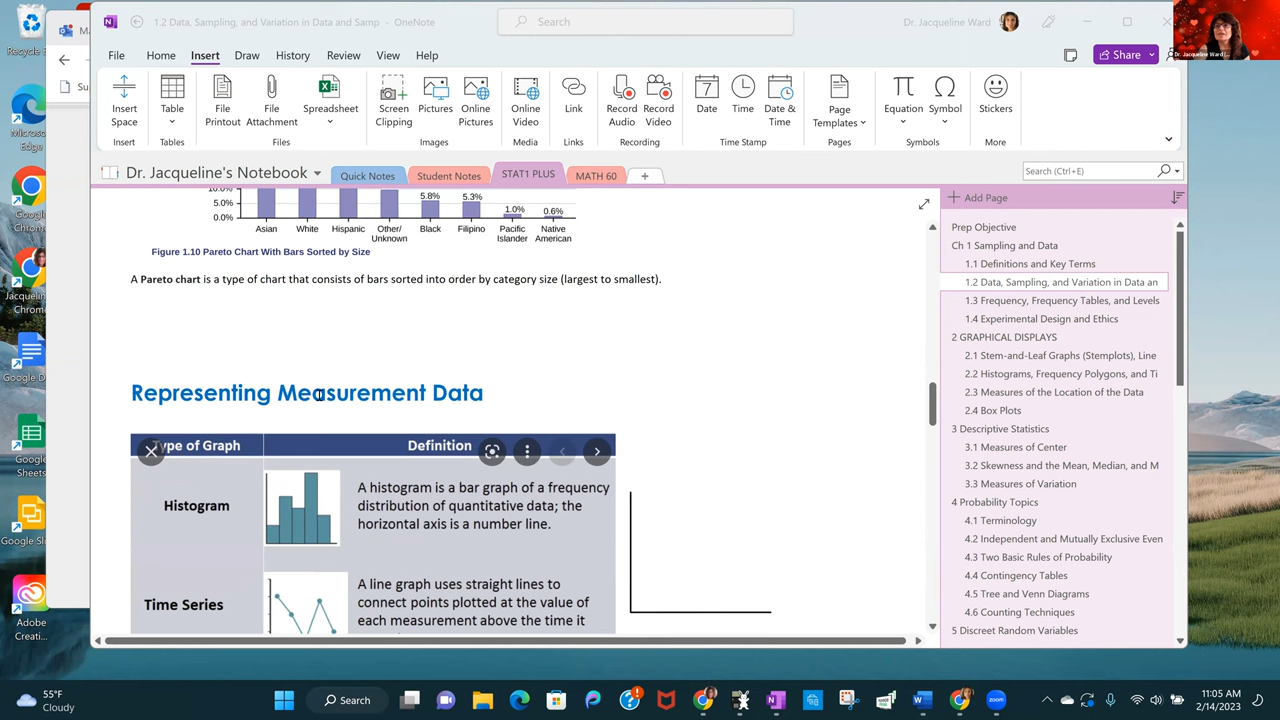 1.2 Data, Sampling, and Variation in Data and Samp - OneNote
Search
Dr. Jacqueline Ward
Dr. Jacqueline Ward
File Home Insert Draw History Review View Help
Share
Insert Space
Table
File Printout
File Attachment
Spreadsheet
Screen Clipping
Pictures
Online Pictures
Online Video
Link
Record Audio
Record Video
Date
Time
Date & Time
Page Templates
Equation
Symbol
Stickers
Insert Tables Files Images Media Links Recording Time Stamp Pages Symbols More
Dr. Jacqueline's Notebook
Quick Notes
Student Notes
STAT1 PLUS
MATH 60
Search (Ctrl+E)
10.0%
5.0%
0.0%
5.8%
5.3%
1.0%
0.6%
Asian White Hispanic Other/ Unknown Black Filipino Pacific Islander Native American
Figure 1.10 Pareto Chart With Bars Sorted by Size
A Pareto chart is a type of chart that consists of bars sorted into order by category size (largest to smallest).
Representing Measurement Data
Type of Graph
Definition
Histogram
A histogram is a bar graph of a frequency
distribution of quantitative data; the
horizontal axis is a number line.
Time Series
A line graph uses straight lines to
connect points plotted at the value of
each measurement above the time it
Add Page
Prep Objective
Ch 1 Sampling and Data
1.1 Definitions and Key Terms
1.2 Data, Sampling, and Variation in Data an
1.3 Frequency, Frequency Tables, and Levels
1.4 Experimental Design and Ethics
2 GRAPHICAL DISPLAYS
2.1 Stem-and-Leaf Graphs (Stemplots), Line
2.2 Histograms, Frequency Polygons, and Ti
2.3 Measures of the Location of the Data
2.4 Box Plots
3 Descriptive Statistics
3.1 Measures of Center
3.2 Skewness and the Mean, Median, and M
3.3 Measures of Variation
4 Probability Topics
4.1 Terminology
4.2 Independent and Mutually Exclusive Even
4.3 Two Basic Rules of Probability
4.4 Contingency Tables
4.5 Tree and Venn Diagrams
4.6 Counting Techniques
5 Discreet Random Variables
Recycle
Microsoft
Edge
Google
Chrome
Jacqueline
Chrome
Google D
Google
Sheets
Google Sli
Adobe
Creati...
Ma
Su
55°F
Cloudy
Search
11:05 AM
2/14/2023